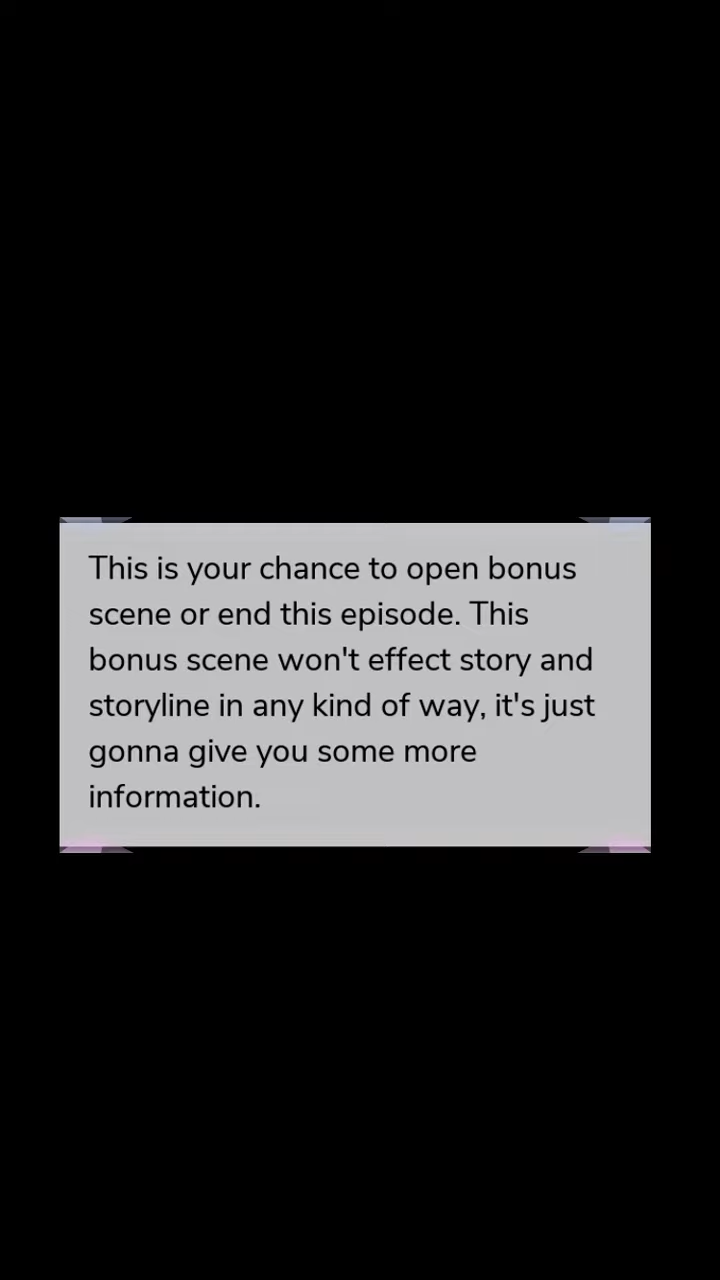 This is your chance to open bonus
scene or end this episode. This
bonus scene won't effect story and
storyline in any kind of way, it's just
gonna give you some more
information.